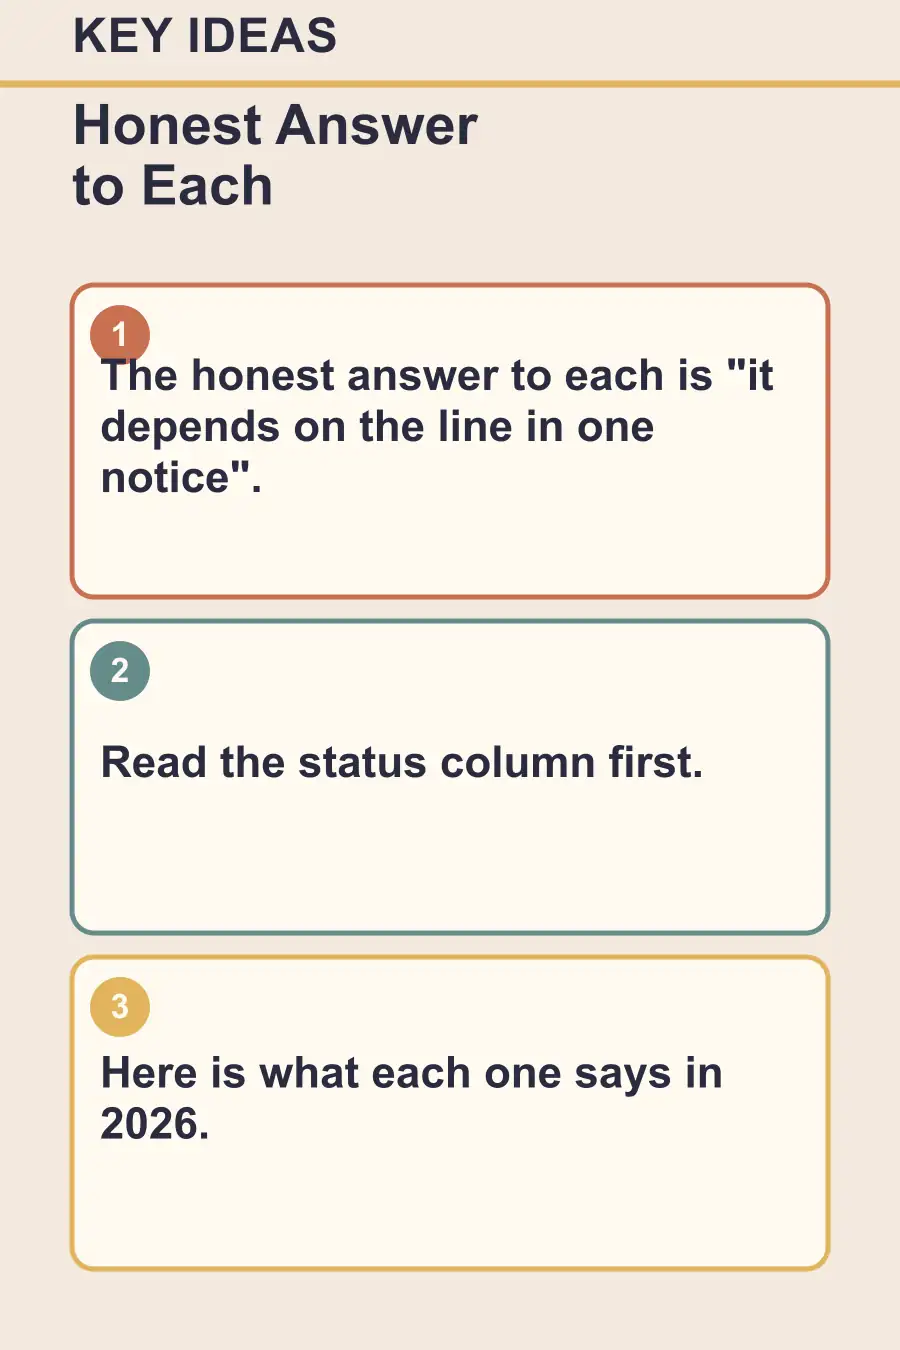 KEY IDEAS
Honest Answer
to Each
1
The honest answer to each is "it
depends on the line in one
notice".
2
Read the status column first.
3
Here is what each one says in
2026.